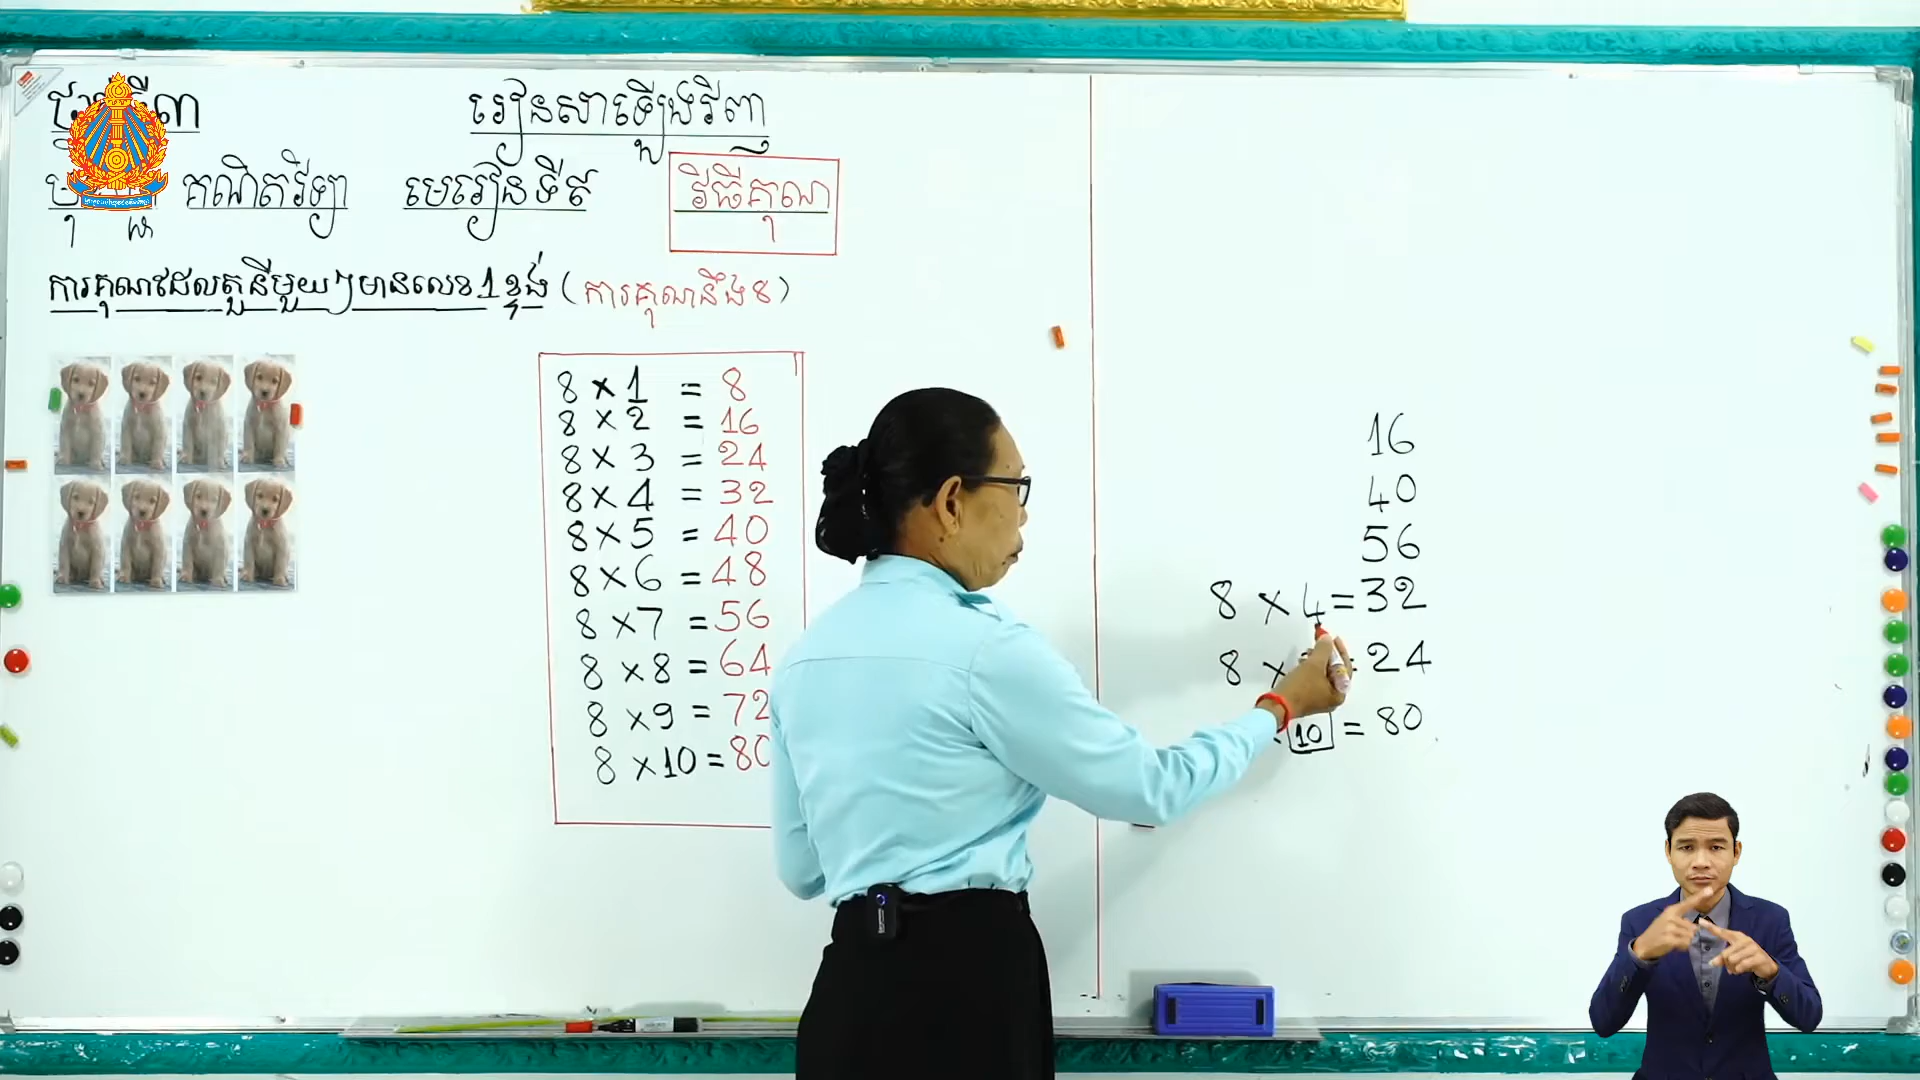 រៀនសាឡើងវិញ
គណិតវិទ្យា មេរៀនទី៩ វិធីគុណ
ការគុណដែលតួនីមួយៗមានលេខ1ខ្ទង់ (ការគុណនឹង៩)
8 × 1 = 8
8 × 2 = 16
8 × 3 = 24
8 × 4 = 32
8 × 5 = 40
8 × 6 = 48
8 × 7 = 56
8 × 8 = 64
8 × 9 = 72
8 × 10 = 80
16
40
56
8 × 4 = 32
8 × = 24
10 = 80